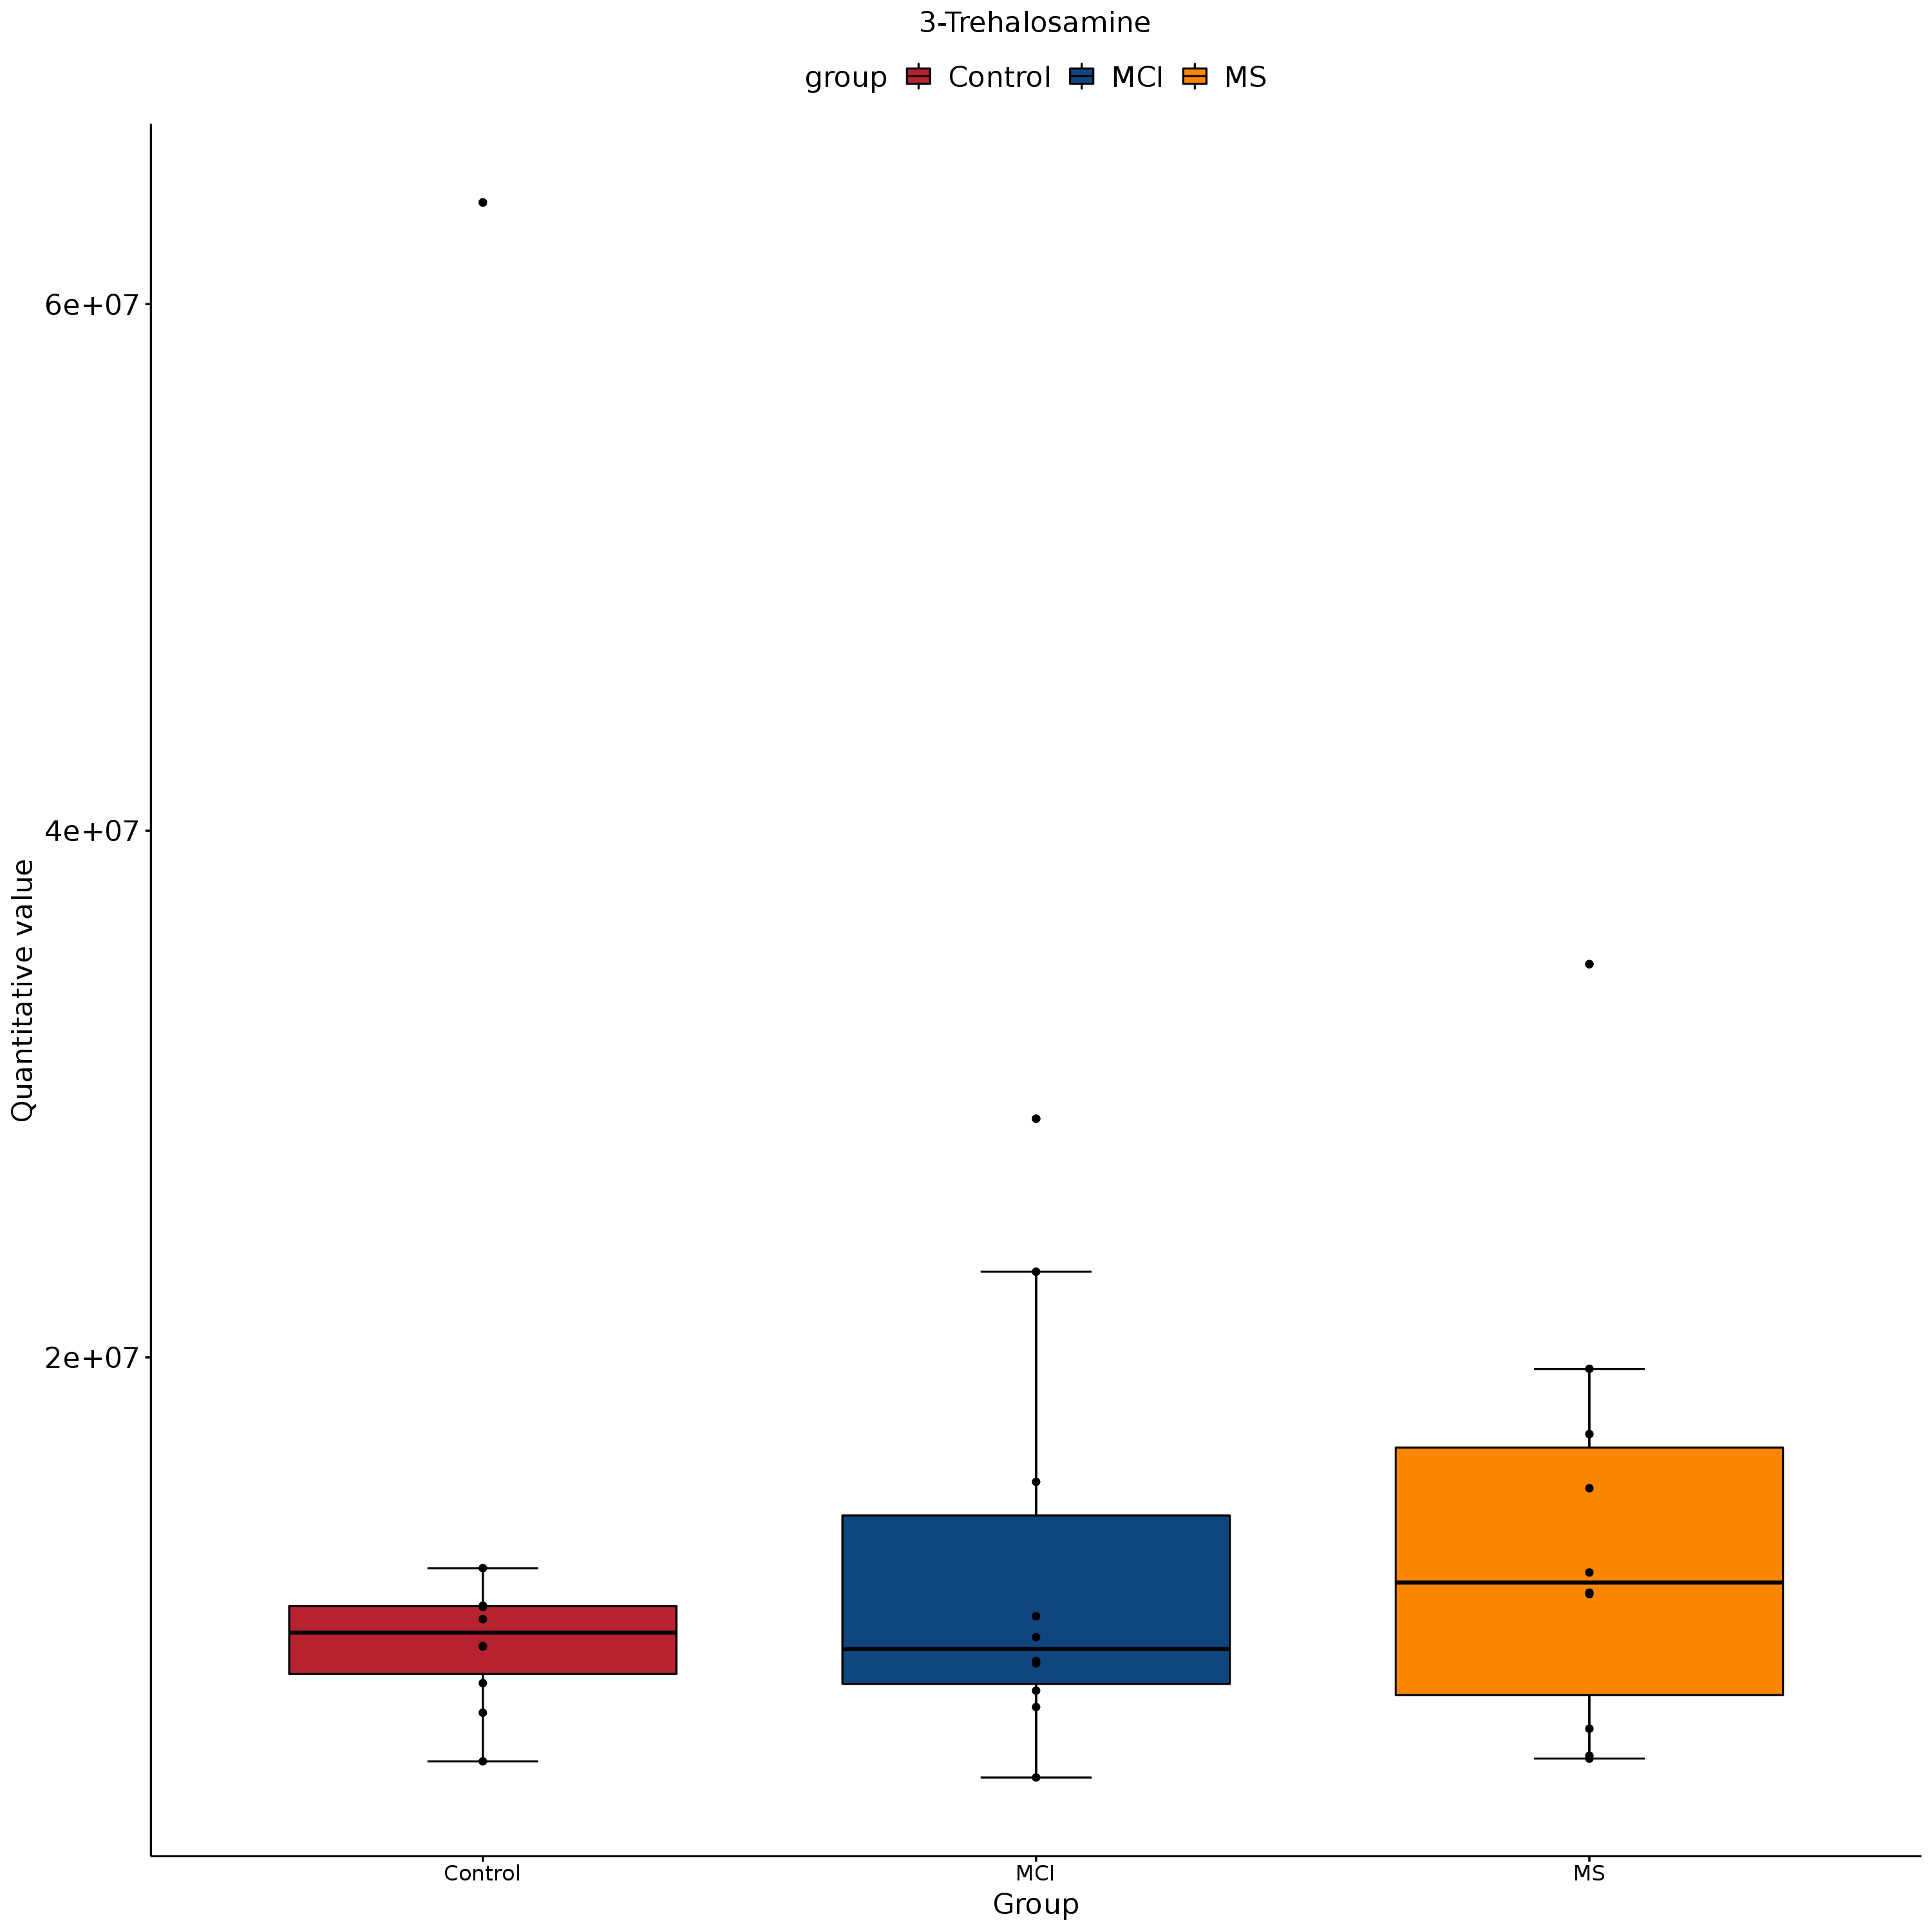 3-Trehalosamine
group Control MCI MS
6e+07
4e+07
2e+07
Quantitative value
Control MCI MS
Group